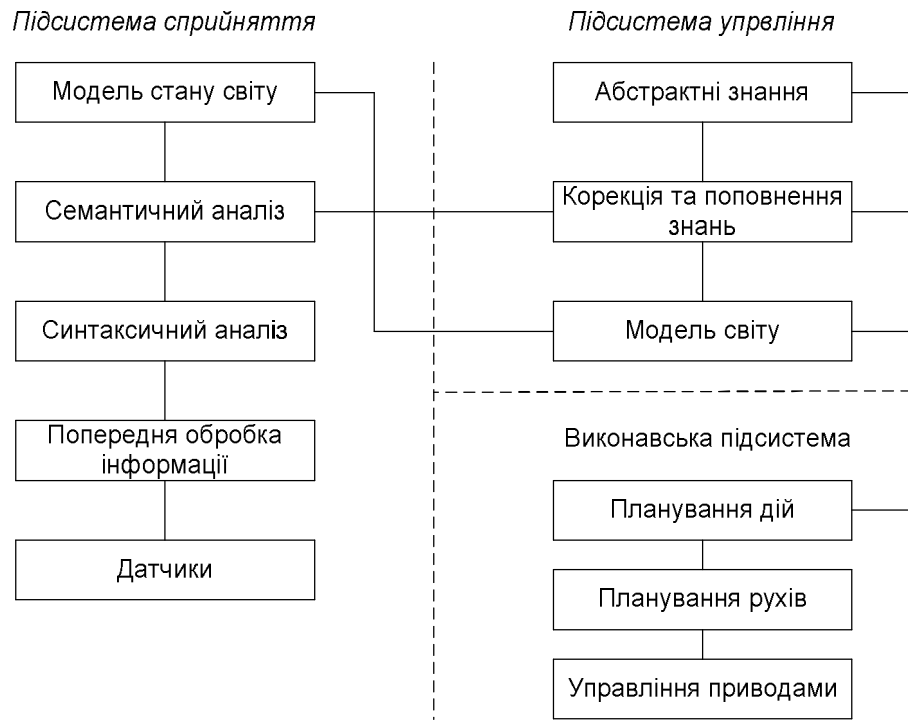 Підсистема сприйняття
Модель стану світу
Семантичний аналіз
Синтаксичний аналіз
Попередня обробка
інформації
Датчики
Підсистема упрвління
Абстрактні знання
Корекція та поповнення
знань
Модель світу
Виконавська підсистема
Планування дій
Планування рухів
Управління приводами